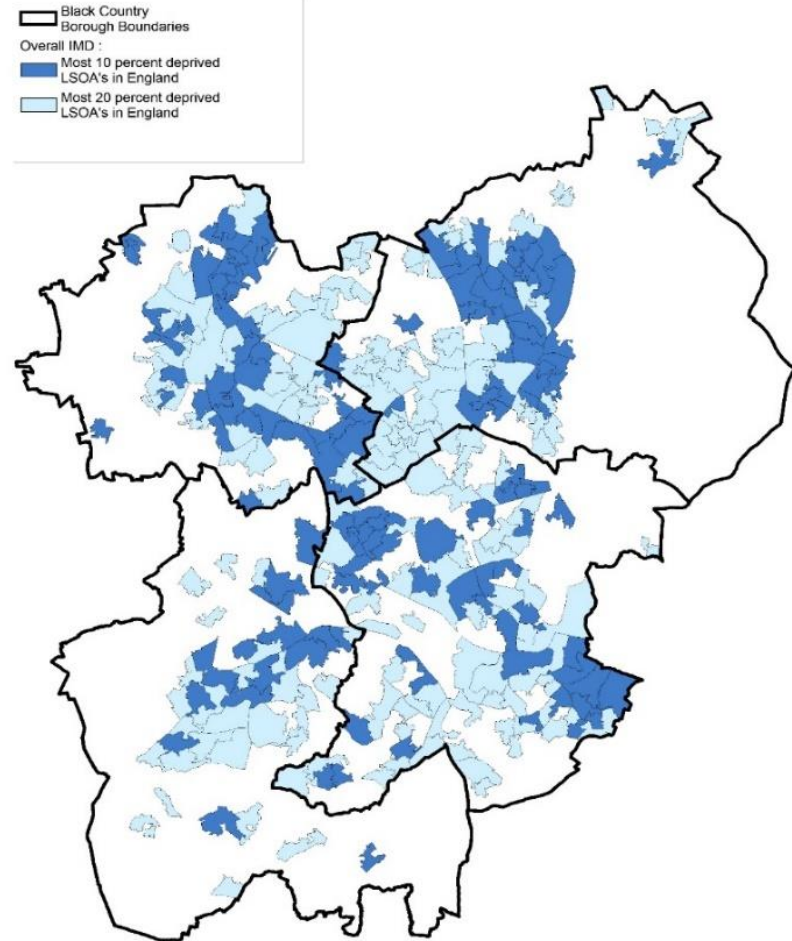 Black Country
Borough Boundaries
Overall IMD :
Most 10 percent deprived
LSOA's in England
Most 20 percent deprived
LSOA's in England